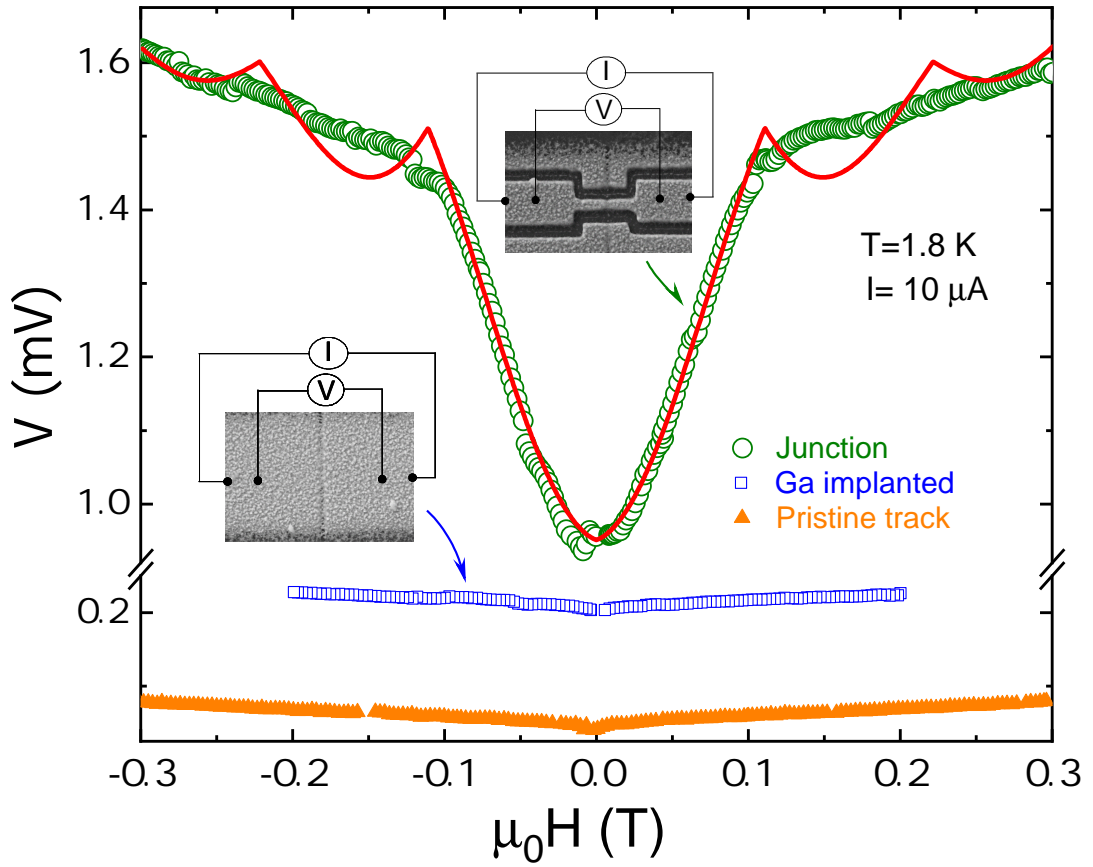 1.6
1.4
1.2
1.0
0.2
V (mV)
I
V
I
V
T=1.8 K
I= 10 μA
Junction
Ga implanted
Pristine track
-0.3 -0.2 -0.1 0.0 0.1 0.2 0.3
μ₀H (T)